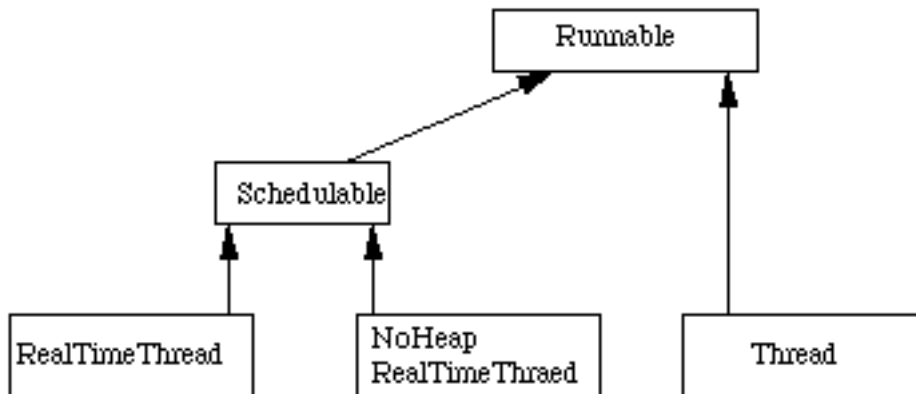 Runnable
Schedulable
RealTimeThread
NoHeap
RealTimeThraed
Thread